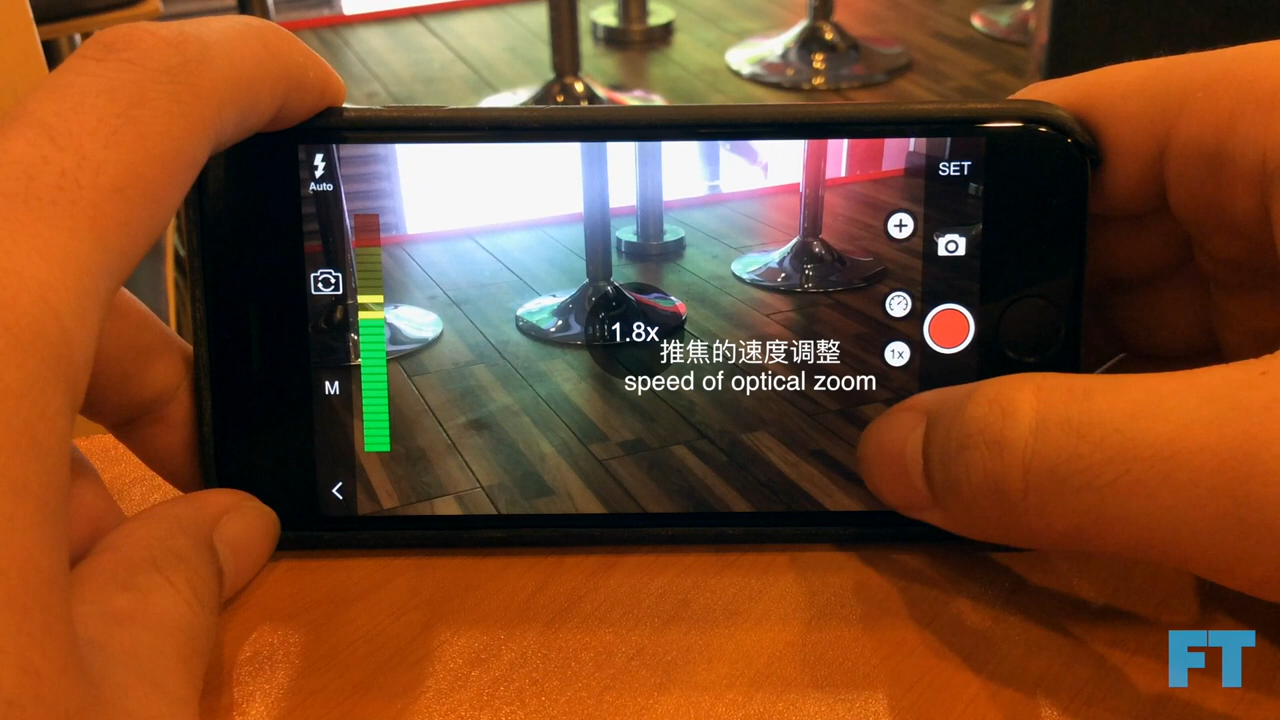 Auto
SET
1x
M
1.8x
推焦的速度调整
speed of optical zoom
FT